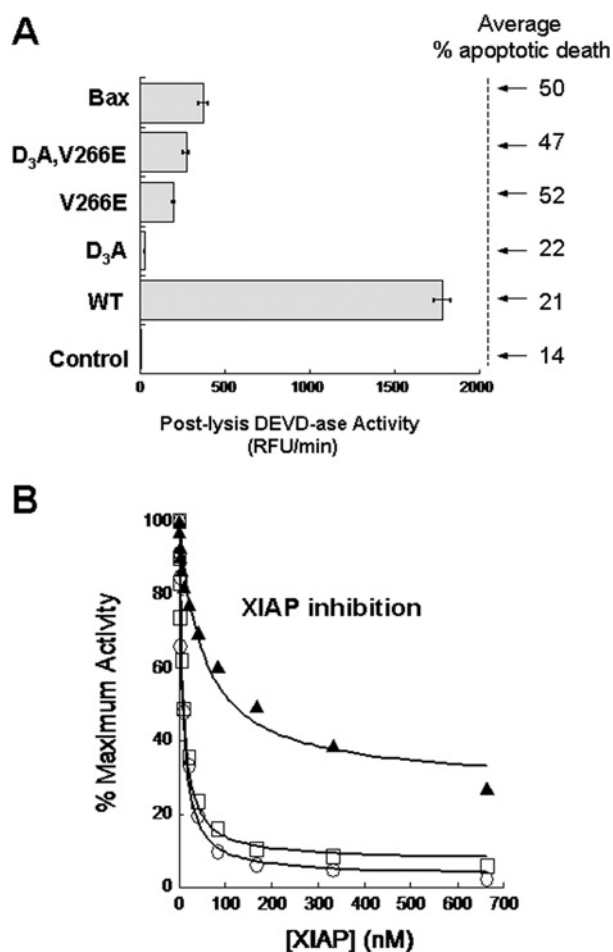 A
Average
% apoptotic death
Bax
50
D₃A,V266E
47
V266E
52
D₃A
22
WT
21
Control
14
0 500 1000 1500 2000
Post-lysis DEVD-ase Activity
(RFU/min)
B
100
80
60
40
20
0
% Maximum Activity
XIAP inhibition
0 100 200 300 400 500 600 700
[XIAP] (nM)